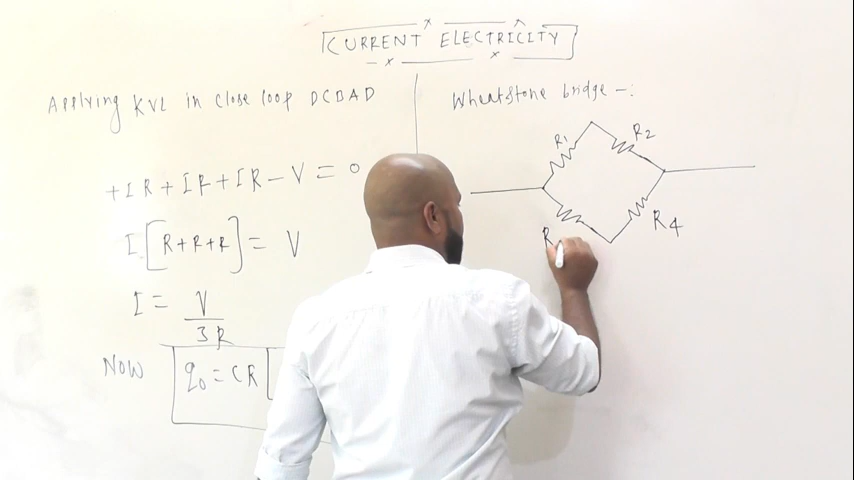 CURRENT ELECTRICITY
Applying KVL in close loop DCBAD
+IR+IR+IR-V=0
I[R+R+R]=V
I=V/3R
Now q₀=CR
Wheatstone bridge -:
R1
R2
R
R4